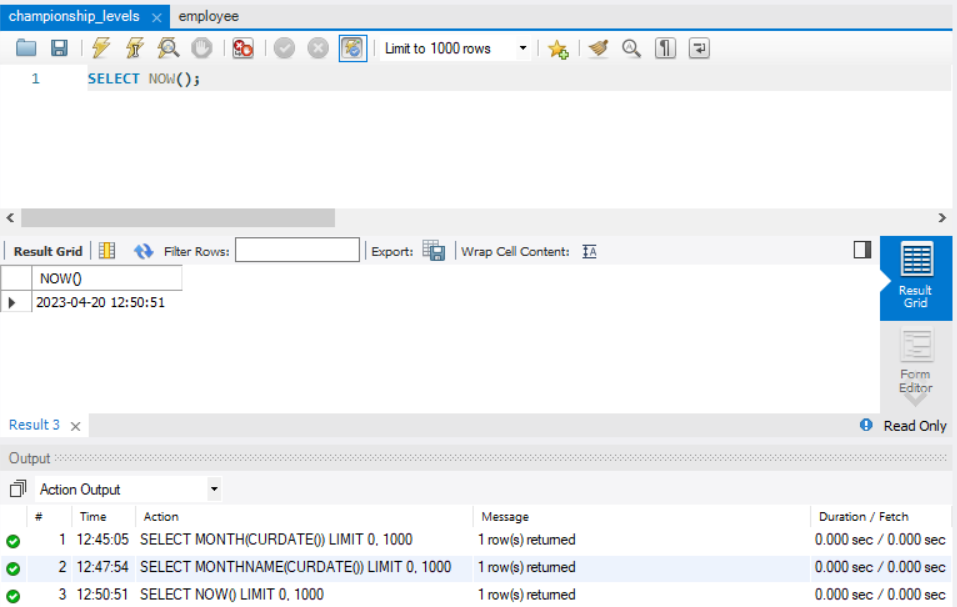 championship_levels × employee
Limit to 1000 rows
1 SELECT NOW();
Result Grid Filter Rows: Export: Wrap Cell Content: IA
NOW()
2023-04-20 12:50:51
Result
Grid
Form
Editor
Result 3 × Read Only
Output
Action Output
# Time Action Message Duration / Fetch
1 12:45:05 SELECT MONTH(CURDATE()) LIMIT 0, 1000 1 row(s) returned 0.000 sec / 0.000 sec
2 12:47:54 SELECT MONTHNAME(CURDATE()) LIMIT 0, 1000 1 row(s) returned 0.000 sec / 0.000 sec
3 12:50:51 SELECT NOW() LIMIT 0, 1000 1 row(s) returned 0.000 sec / 0.000 sec